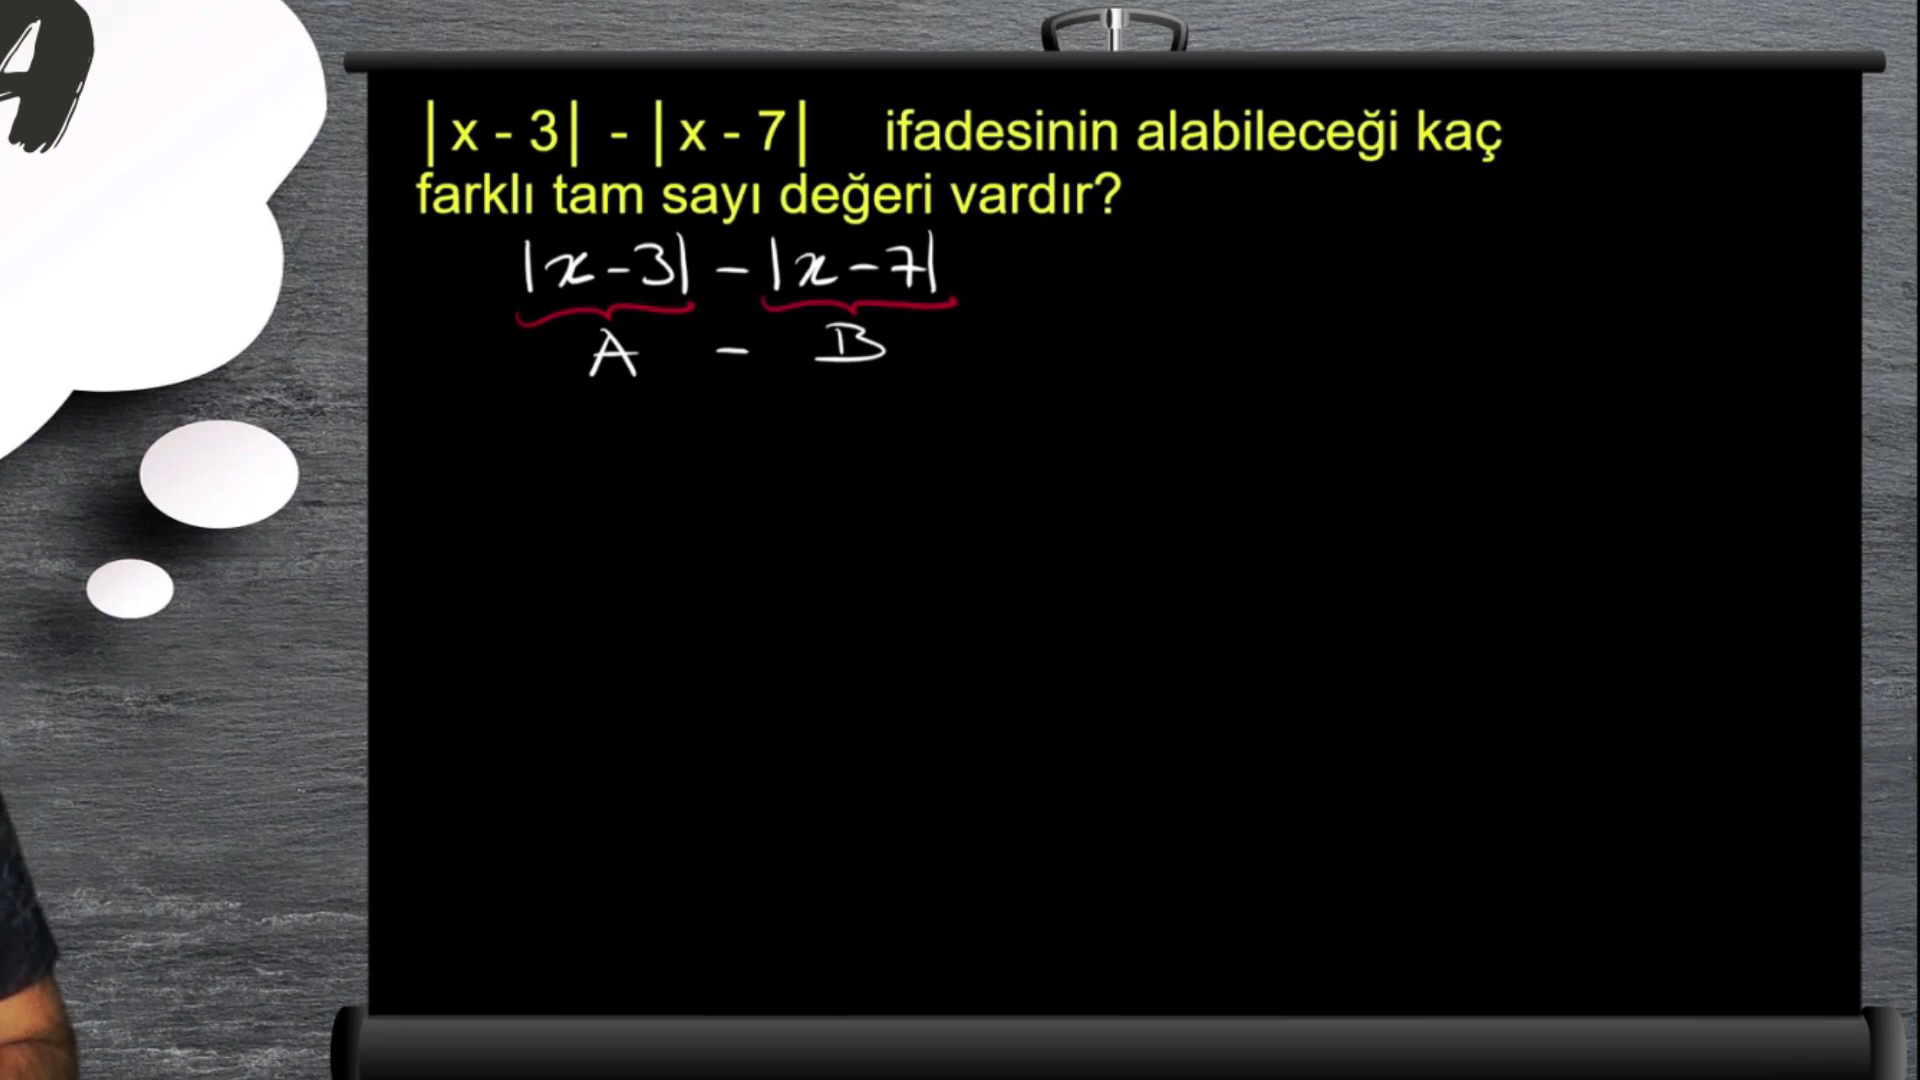 A
|x - 3| - |x - 7| ifadesinin alabileceği kaç
farklı tam sayı değeri vardır?
|x-3| - |x-7|
A - B